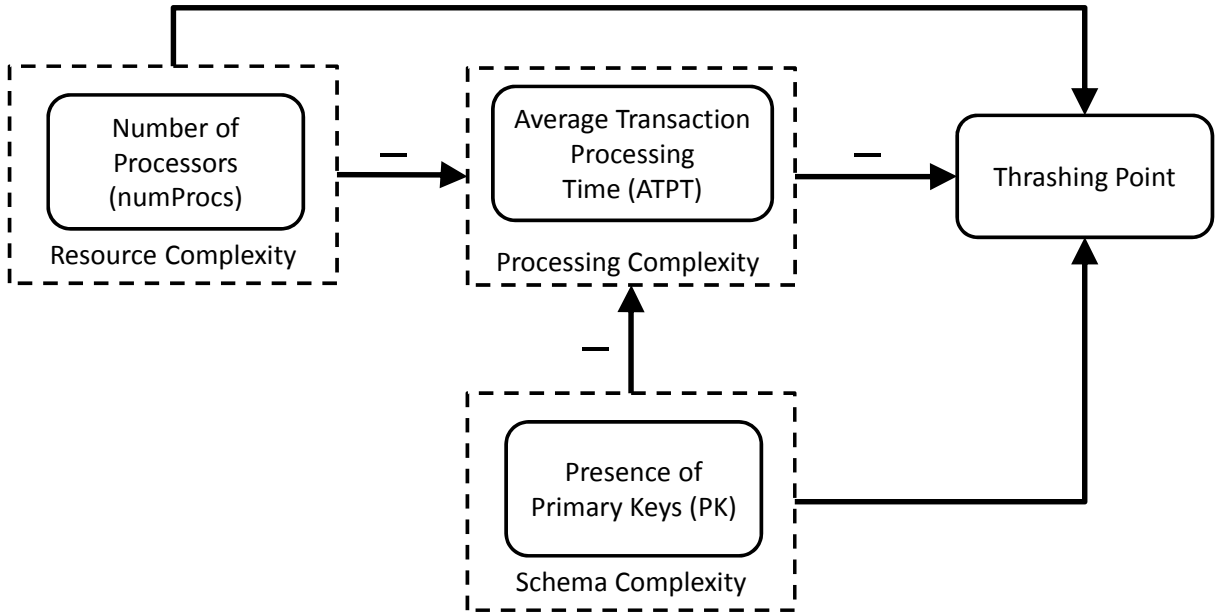 Number of
Processors
(numProcs)
Resource Complexity
–
Average Transaction
Processing
Time (ATPT)
Processing Complexity
–
Thrashing Point
–
Presence of
Primary Keys (PK)
Schema Complexity